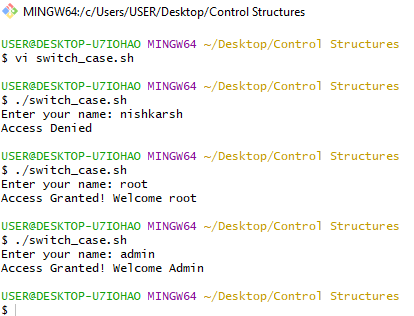 MINGW64:/c/Users/USER/Desktop/Control Structures
USER@DESKTOP-U7IOHAO MINGW64 ~/Desktop/Control Structures
$ vi switch_case.sh
USER@DESKTOP-U7IOHAO MINGW64 ~/Desktop/Control Structures
$ ./switch_case.sh
Enter your name: nishkarsh
Access Denied
USER@DESKTOP-U7IOHAO MINGW64 ~/Desktop/Control Structures
$ ./switch_case.sh
Enter your name: root
Access Granted! Welcome root
USER@DESKTOP-U7IOHAO MINGW64 ~/Desktop/Control Structures
$ ./switch_case.sh
Enter your name: admin
Access Granted! Welcome Admin
USER@DESKTOP-U7IOHAO MINGW64 ~/Desktop/Control Structures
$